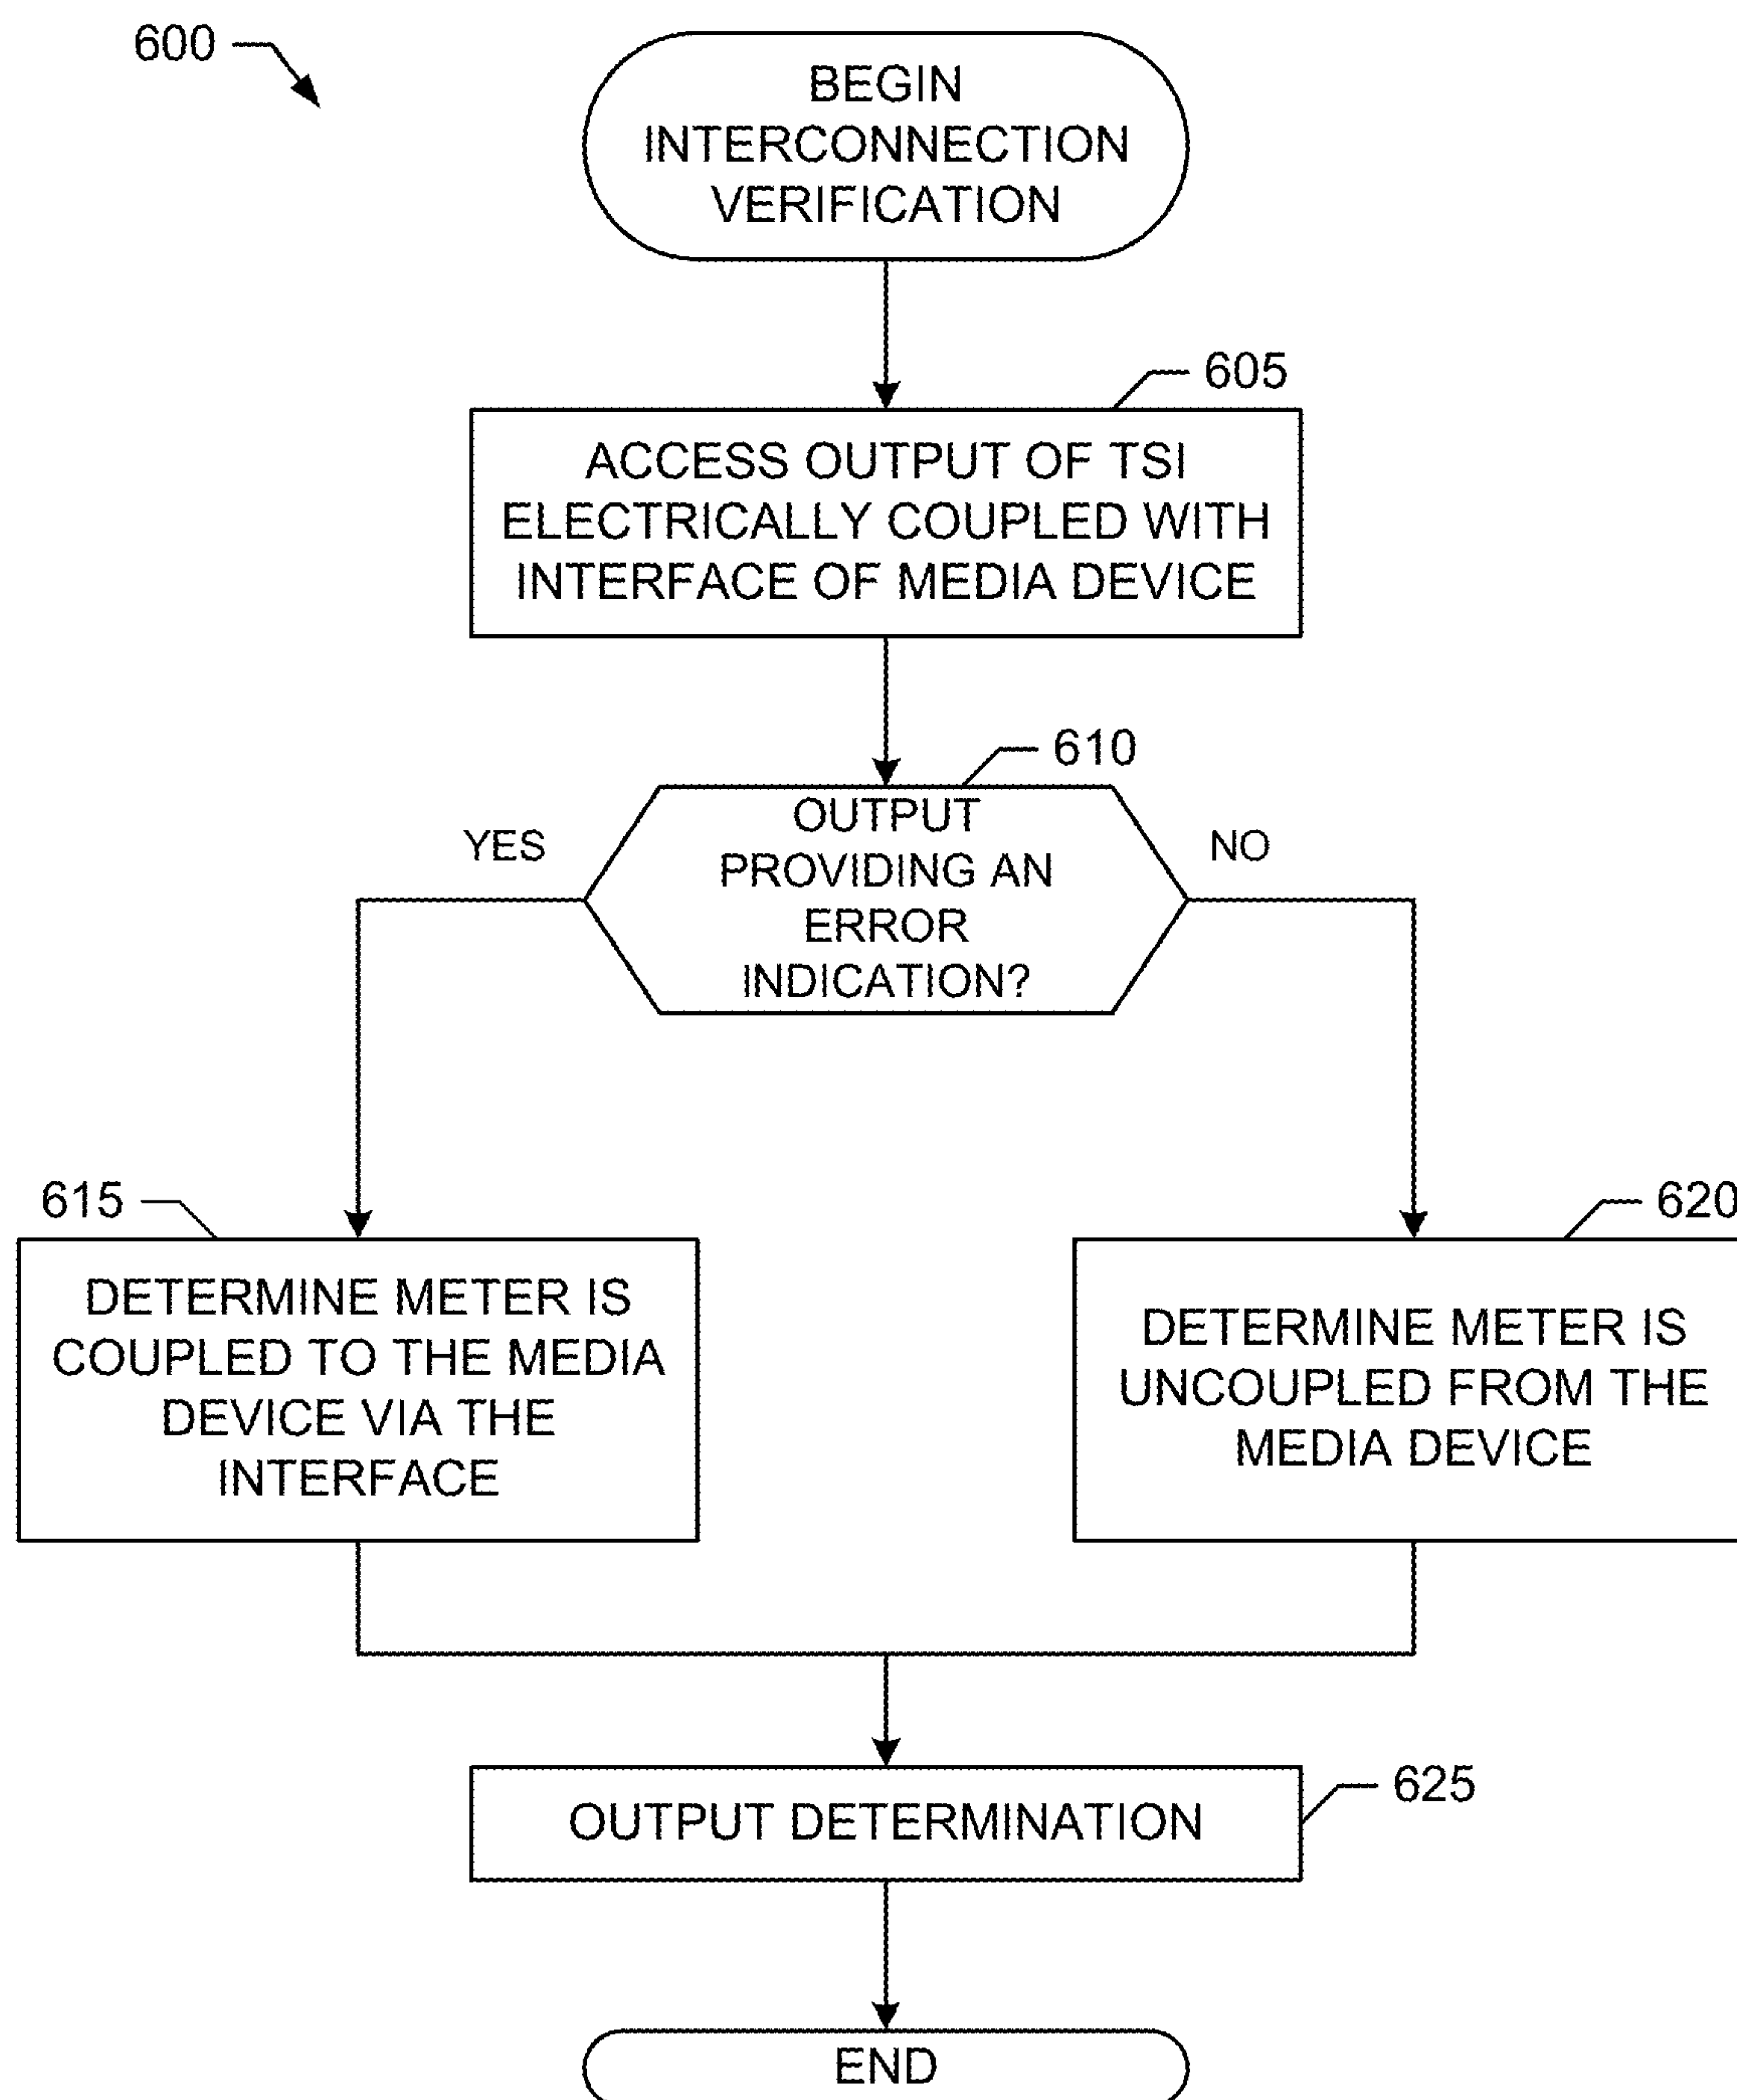 600
BEGIN
INTERCONNECTION
VERIFICATION
605
ACCESS OUTPUT OF TSI
ELECTRICALLY COUPLED WITH
INTERFACE OF MEDIA DEVICE
610
OUTPUT
PROVIDING AN
ERROR
INDICATION?
YES
NO
615
DETERMINE METER IS
COUPLED TO THE MEDIA
DEVICE VIA THE
INTERFACE
620
DETERMINE METER IS
UNCOUPLED FROM THE
MEDIA DEVICE
625
OUTPUT DETERMINATION
END